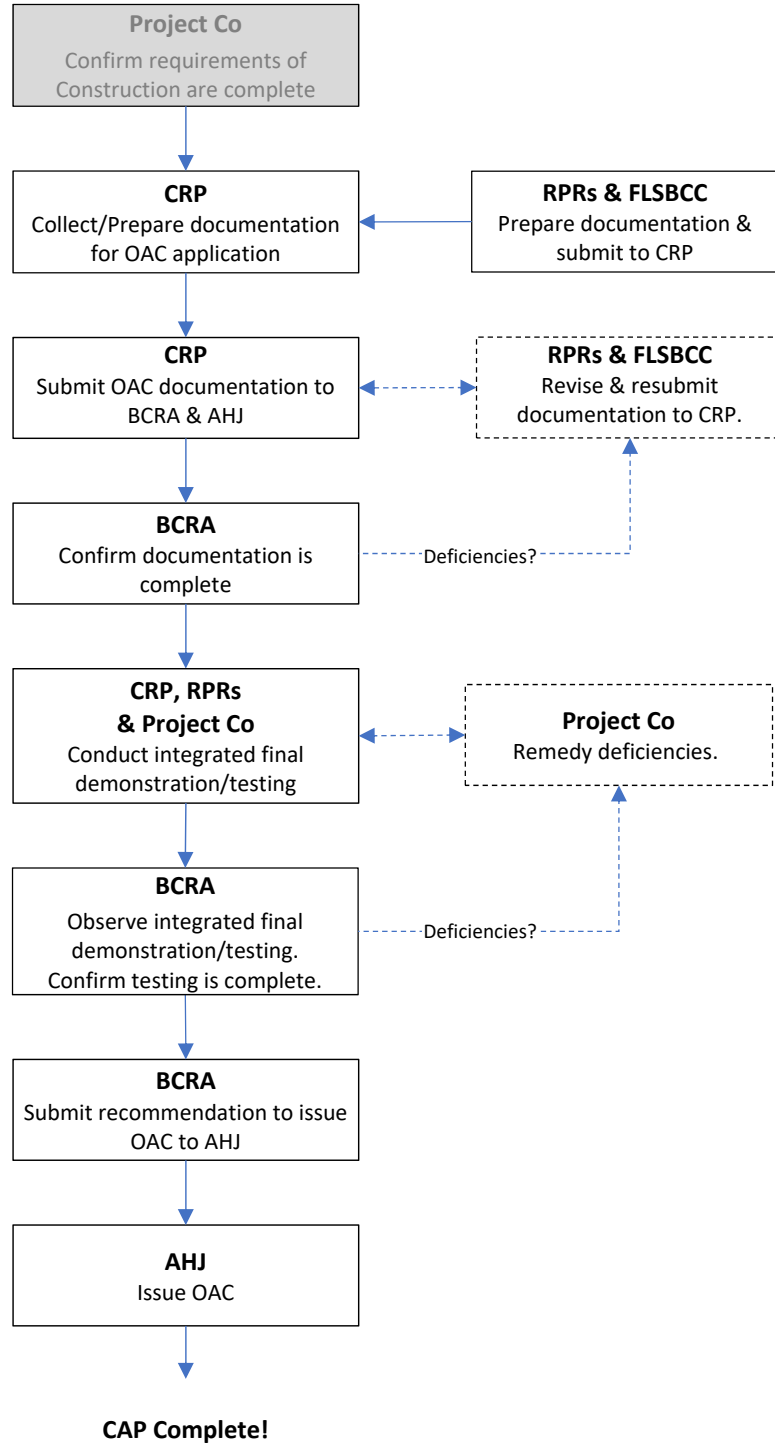 Project Co
Confirm requirements of
Construction are complete
CRP
Collect/Prepare documentation
for OAC application
RPRs & FLSBCC
Prepare documentation &
submit to CRP
CRP
Submit OAC documentation to
BCRA & AHJ
RPRs & FLSBCC
Revise & resubmit
documentation to CRP.
BCRA
Confirm documentation is
complete
Deficiencies?
CRP, RPRs
& Project Co
Conduct integrated final
demonstration/testing
Project Co
Remedy deficiencies.
BCRA
Observe integrated final
demonstration/testing.
Confirm testing is complete.
Deficiencies?
BCRA
Submit recommendation to issue
OAC to AHJ
AHJ
Issue OAC
CAP Complete!